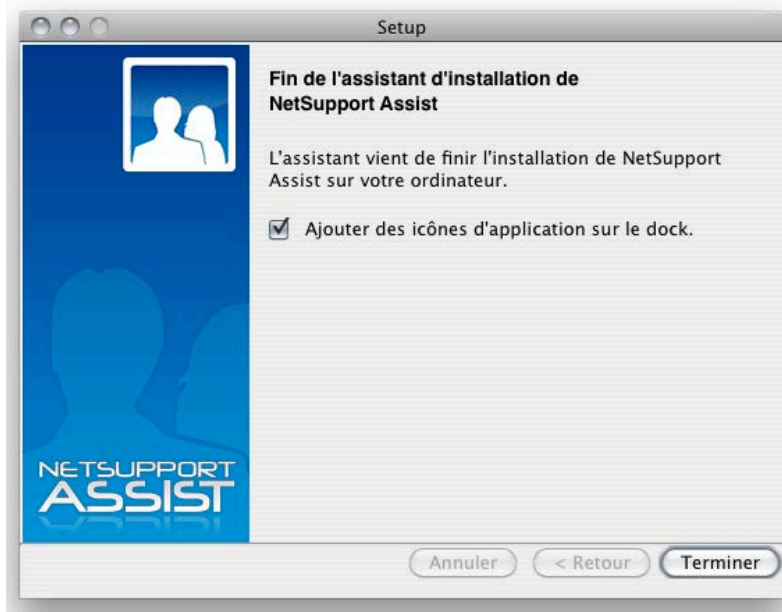 Setup
Fin de l'assistant d'installation de
NetSupport Assist
L'assistant vient de finir l'installation de NetSupport
Assist sur votre ordinateur.
Ajouter des icônes d'application sur le dock.
NETSUPPORT
ASSIST
Annuler
< Retour
Terminer